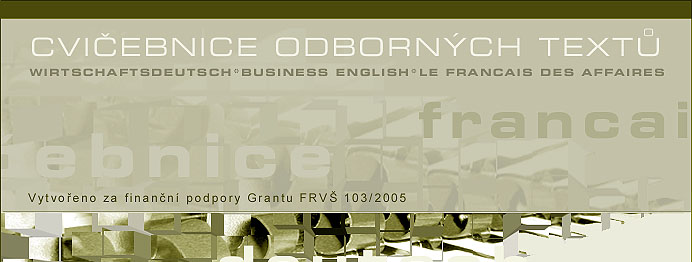 CVIČEBNICE ODBORNÝCH TEXTŮ
WIRTSCHAFTSDEUTSCH°BUSINESS ENGLISH°LE FRANCAIS DES AFFAIRES
francai
ebnice
Vytvořeno za finanční podpory Grantu FRVŠ 103/2005